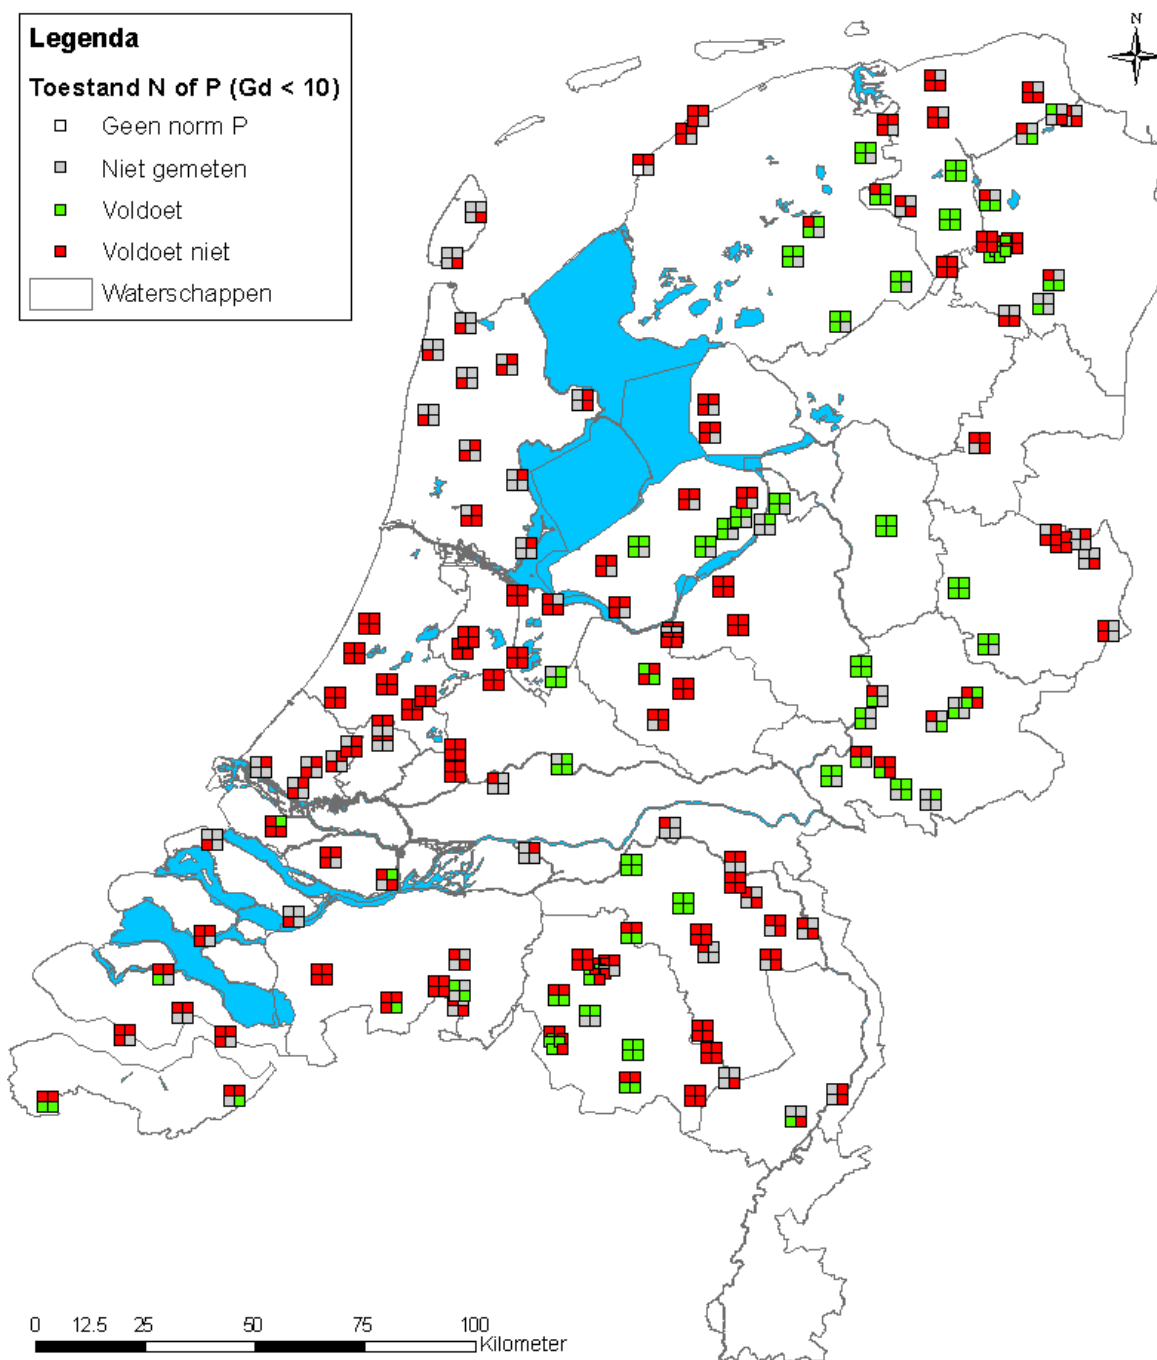 Legenda
Toestand N of P (Gd < 10)
Geen norm P
Niet gemeten
Voldoet
Voldoet niet
Waterschappen
N
0 12.5 25 50 75 100
Kilometer